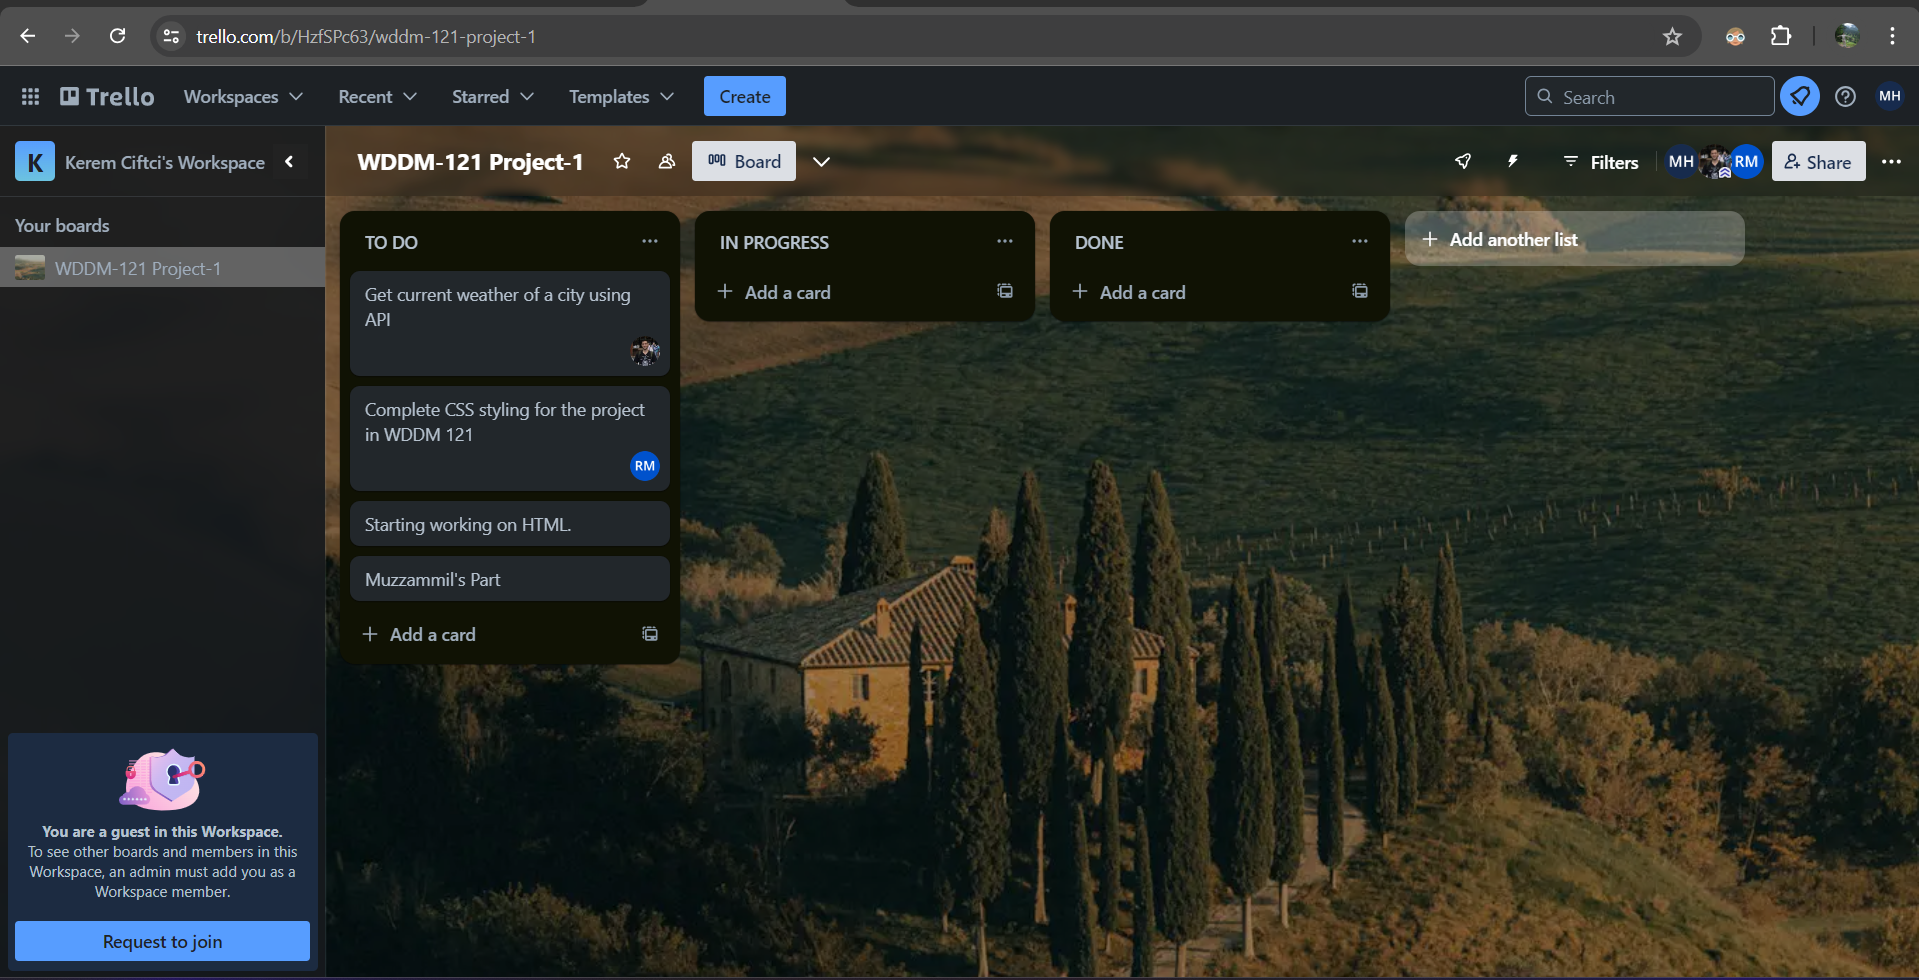 trello.com/b/HzfSPc63/wddm-121-project-1
Trello
Workspaces
Recent
Starred
Templates
Create
Search
MH
K
Kerem Ciftci's Workspace
WDDM-121 Project-1
Board
Filters
MH
RM
Share
Your boards
WDDM-121 Project-1
TO DO
Get current weather of a city using
API
Complete CSS styling for the project
in WDDM 121
RM
Starting working on HTML.
Muzzammil's Part
Add a card
IN PROGRESS
Add a card
DONE
Add a card
Add another list
You are a guest in this Workspace.
To see other boards and members in this
Workspace, an admin must add you as a
Workspace member.
Request to join